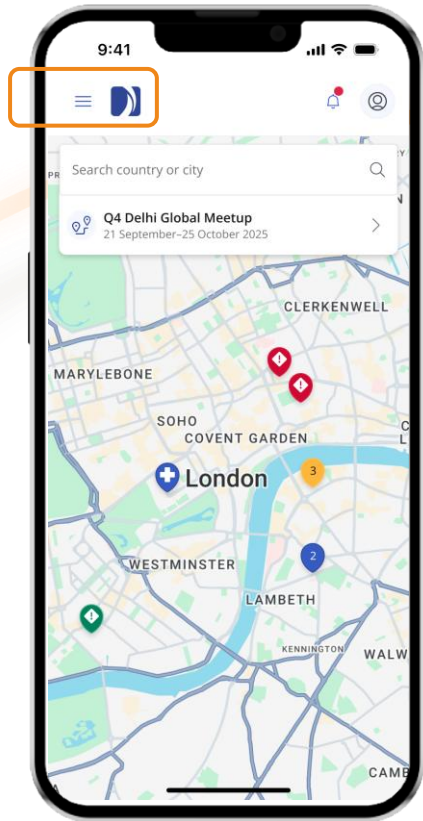 9:41
Search country or city
Q4 Delhi Global Meetup
21 September–25 October 2025
CLERKENWELL
MARYLEBONE
SOHO
COVENT GARDEN
London
3
WESTMINSTER
2
LAMBETH
KENNINGTON
WALW
CAMB